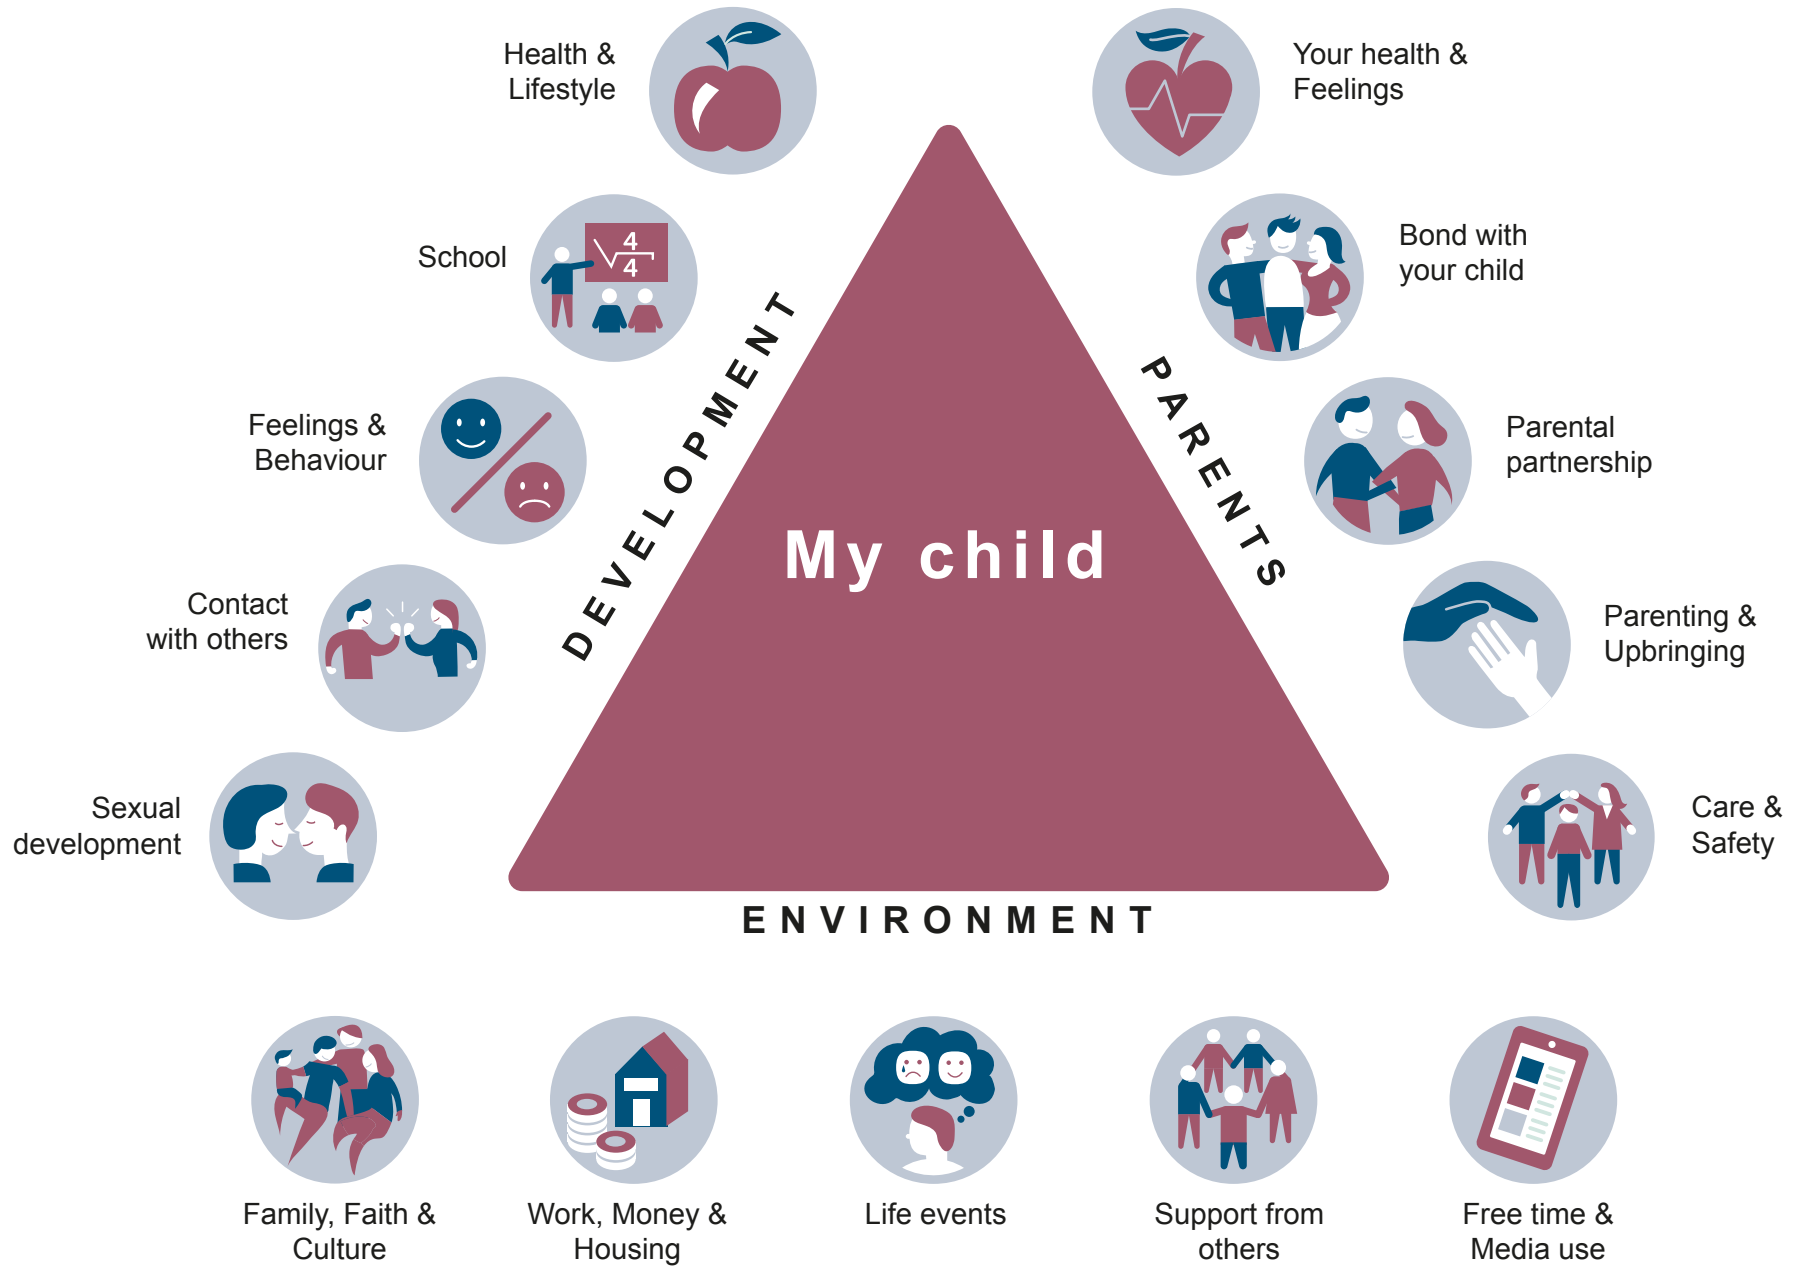 Health &
Lifestyle
School
4
4
Feelings &
Behaviour
Contact
with others
Sexual
development
DEVELOPMENT
My child
PARENTS
Your health &
Feelings
Bond with
your child
Parental
partnership
Parenting &
Upbringing
Care &
Safety
ENVIRONMENT
Family, Faith &
Culture
Work, Money &
Housing
Life events
Support from
others
Free time &
Media use